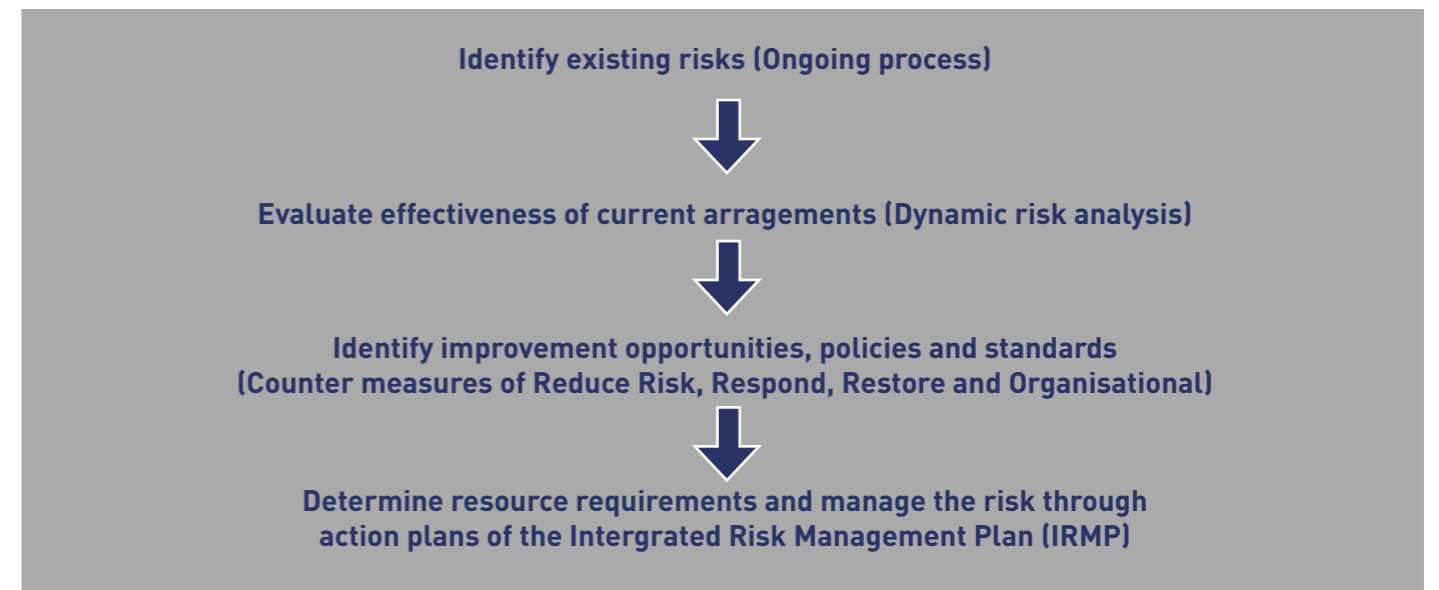 Identify existing risks (Ongoing process)
Evaluate effectiveness of current arragements (Dynamic risk analysis)
Identify improvement opportunities, policies and standards
(Counter measures of Reduce Risk, Respond, Restore and Organisational)
Determine resource requirements and manage the risk through
action plans of the Intergrated Risk Management Plan (IRMP)